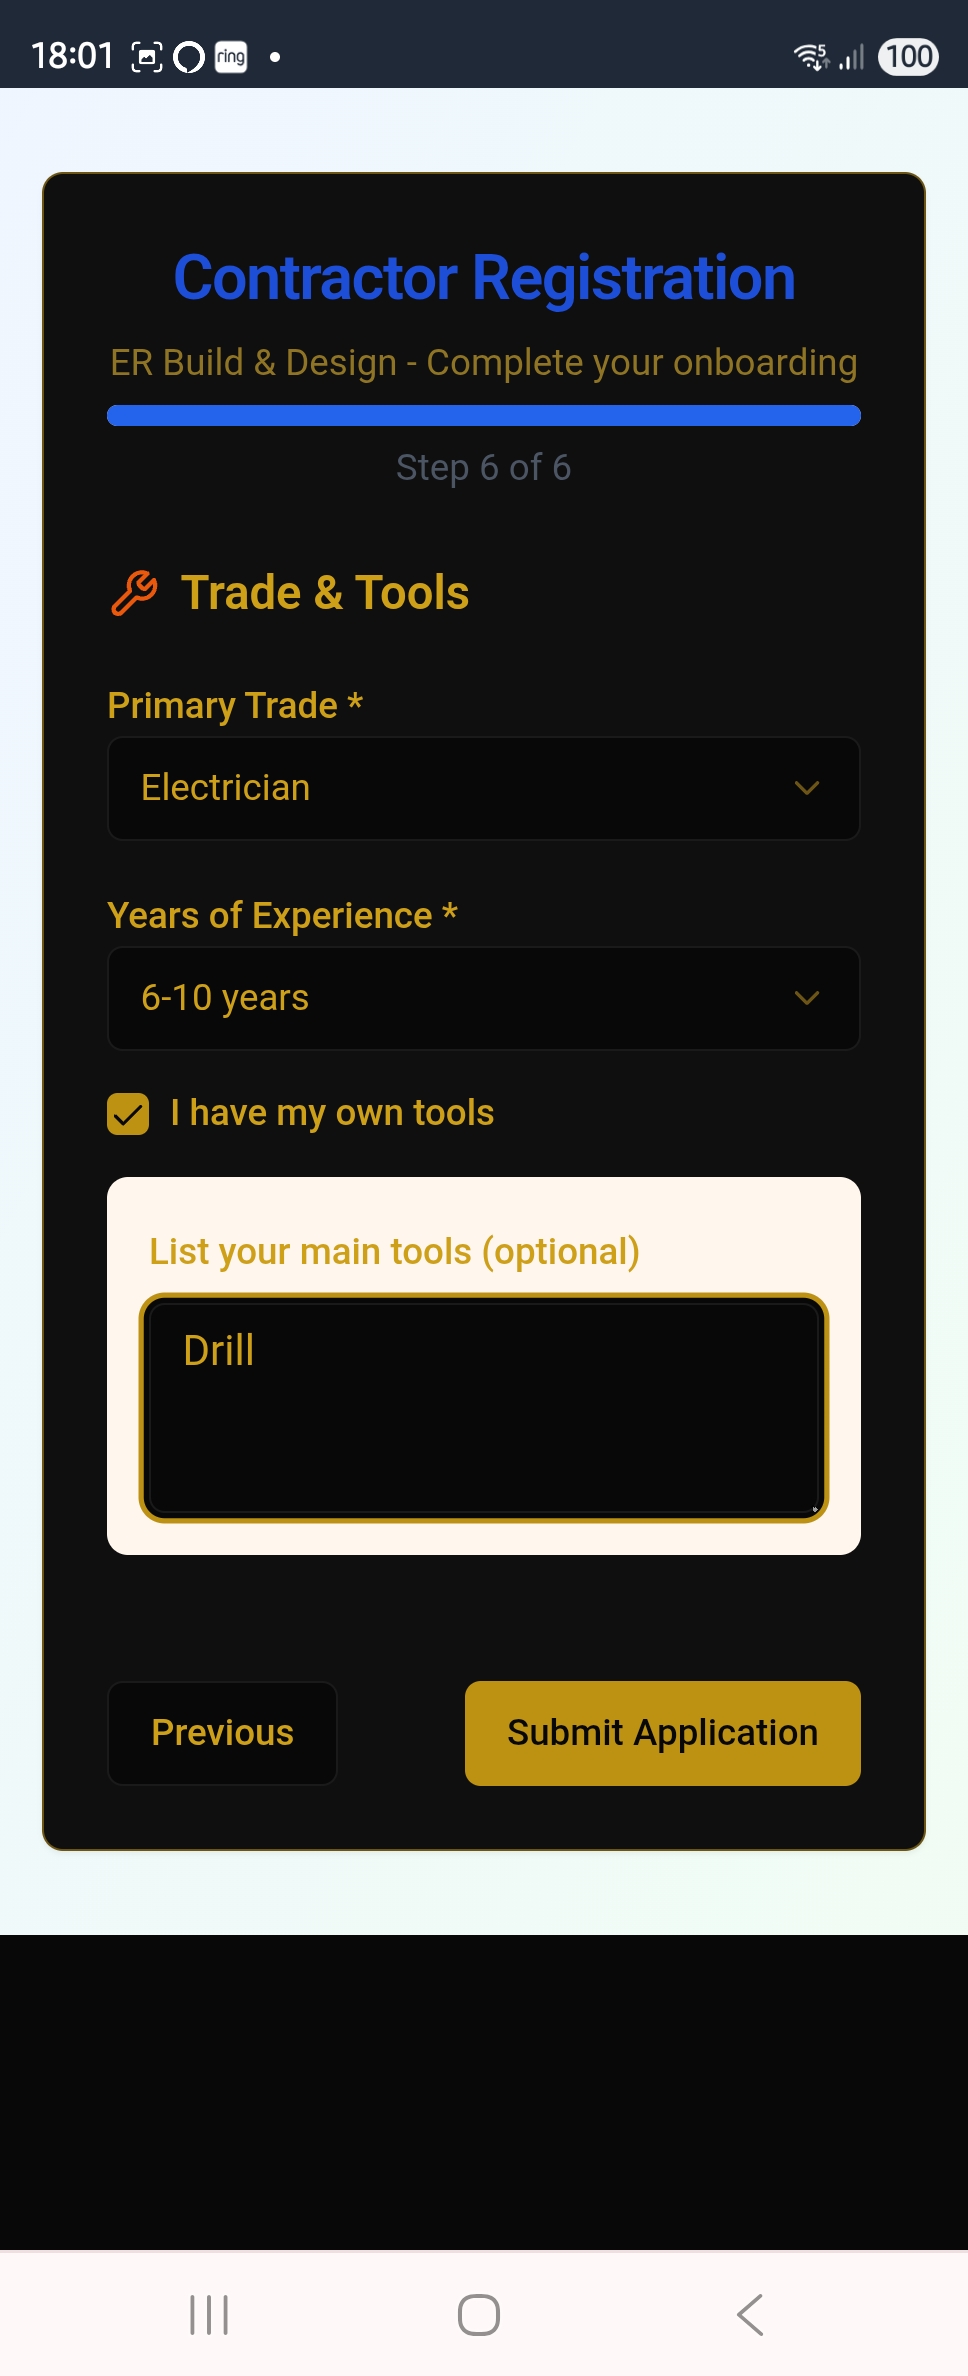 18:01 ring 5 100
Contractor Registration
ER Build & Design - Complete your onboarding
Step 6 of 6
Trade & Tools
Primary Trade *
Electrician
Years of Experience *
6-10 years
I have my own tools
List your main tools (optional)
Drill
Previous Submit Application